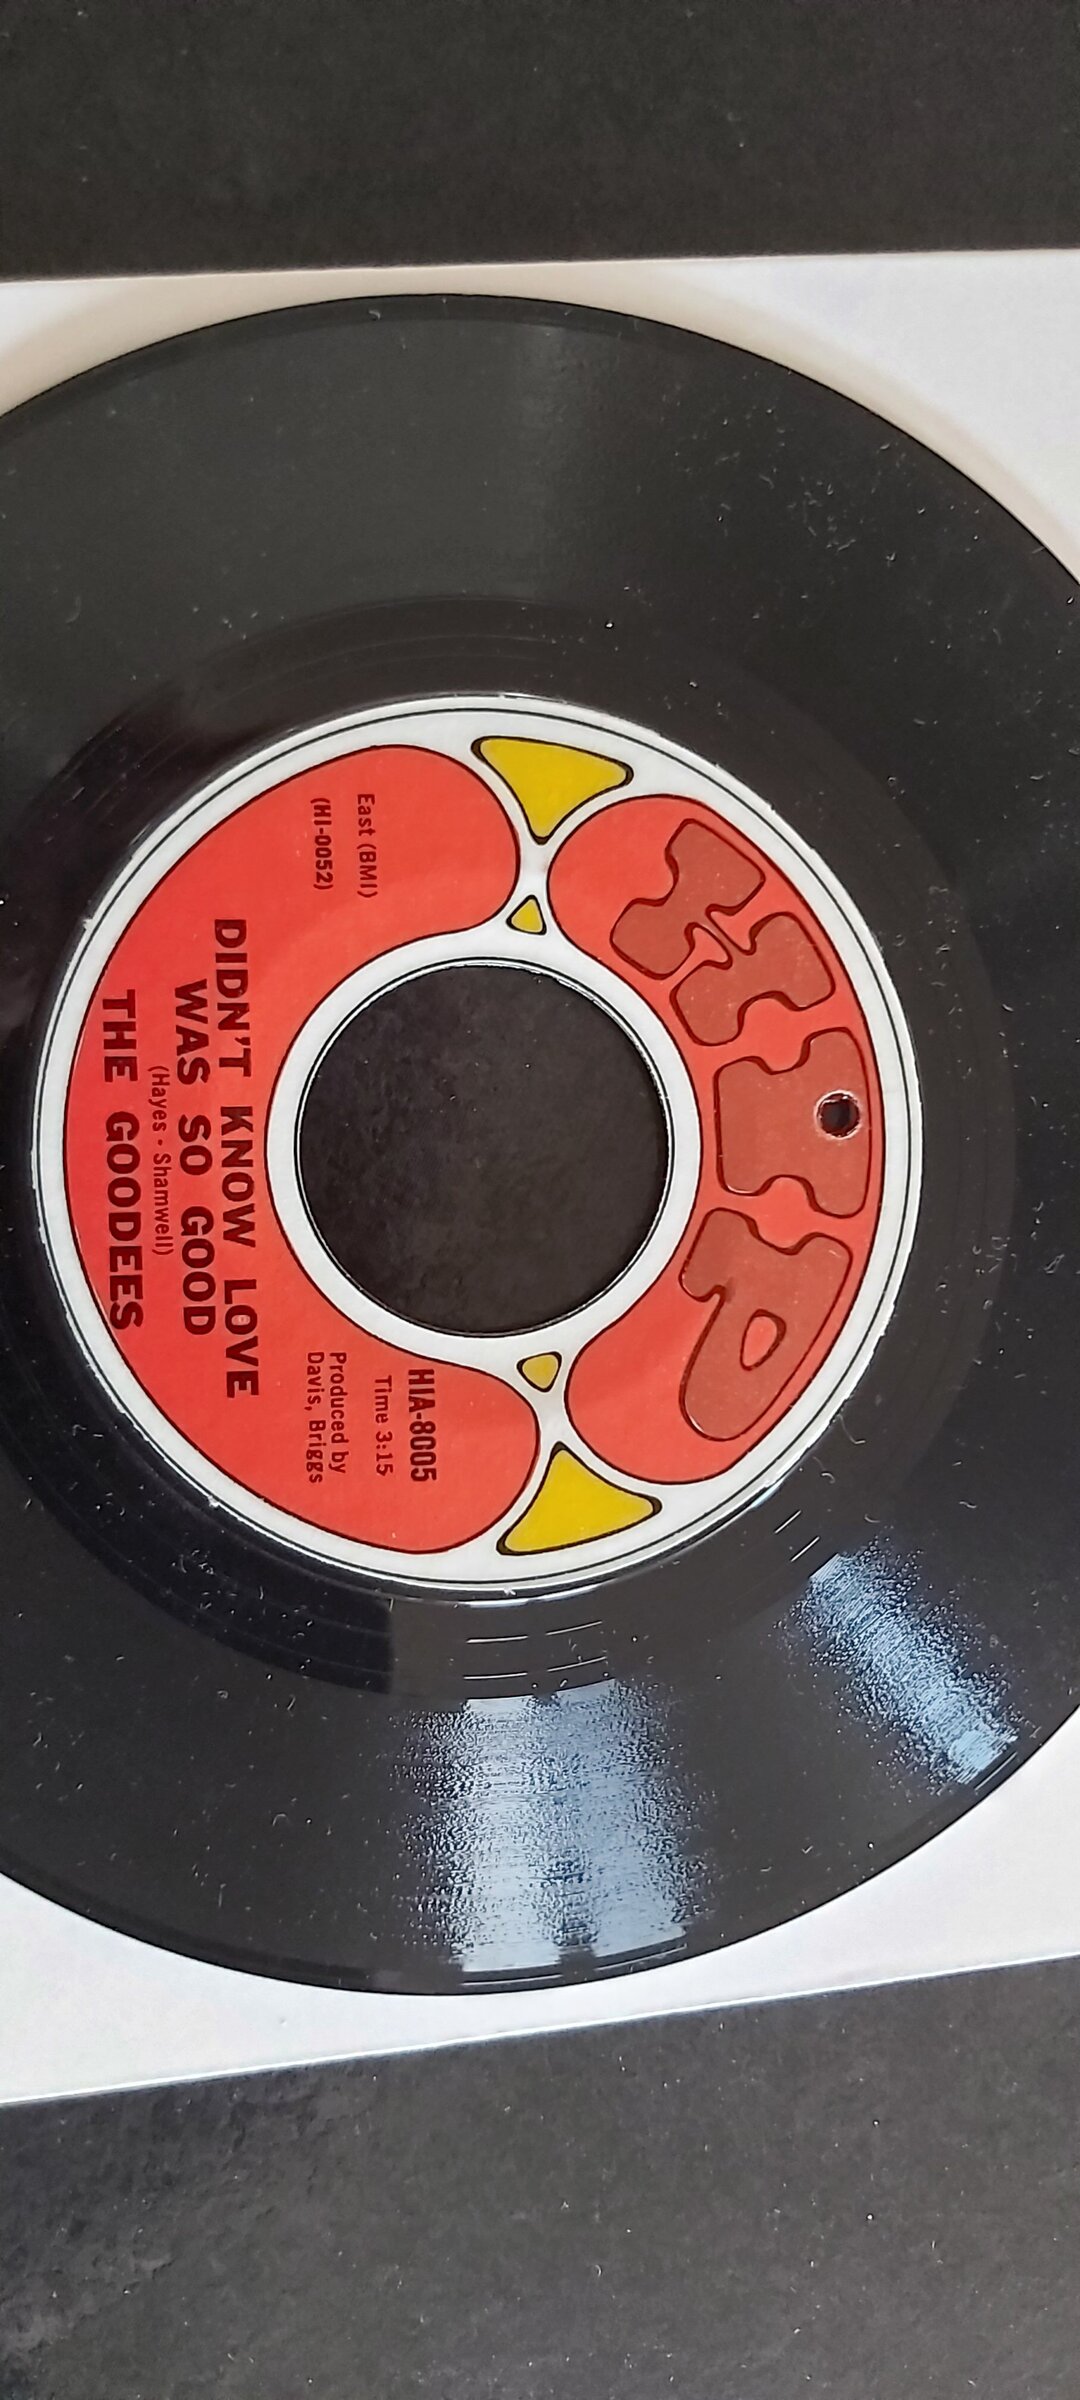 HIP
East (BMI)
(HI-0052)
HIA-8005
Time 3:15
Produced by
Davis, Briggs
DIDN'T KNOW LOVE
WAS SO GOOD
(Hayes - Shamwell)
THE GOODEES